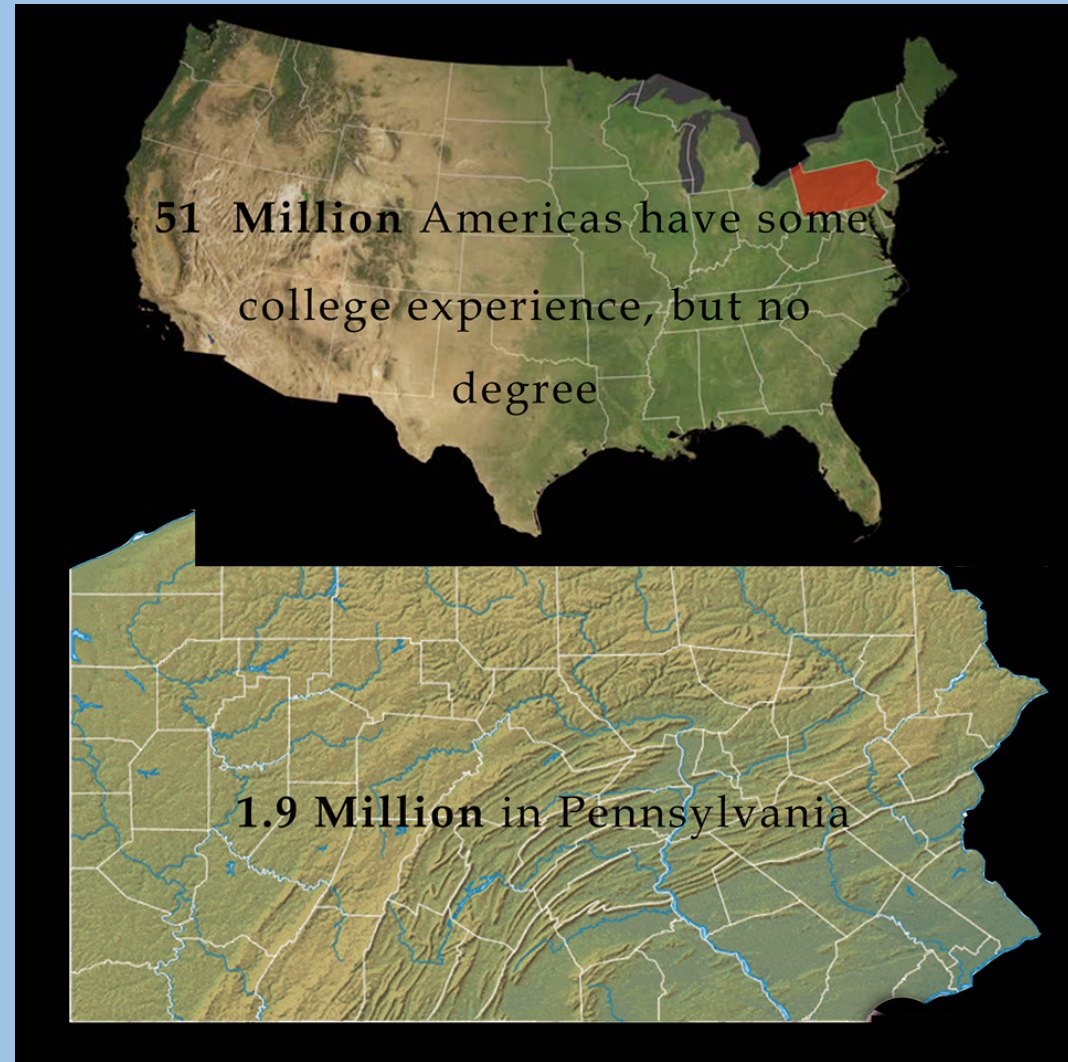 51 Million Americas have some
college experience, but no
degree
1.9 Million in Pennsylvania